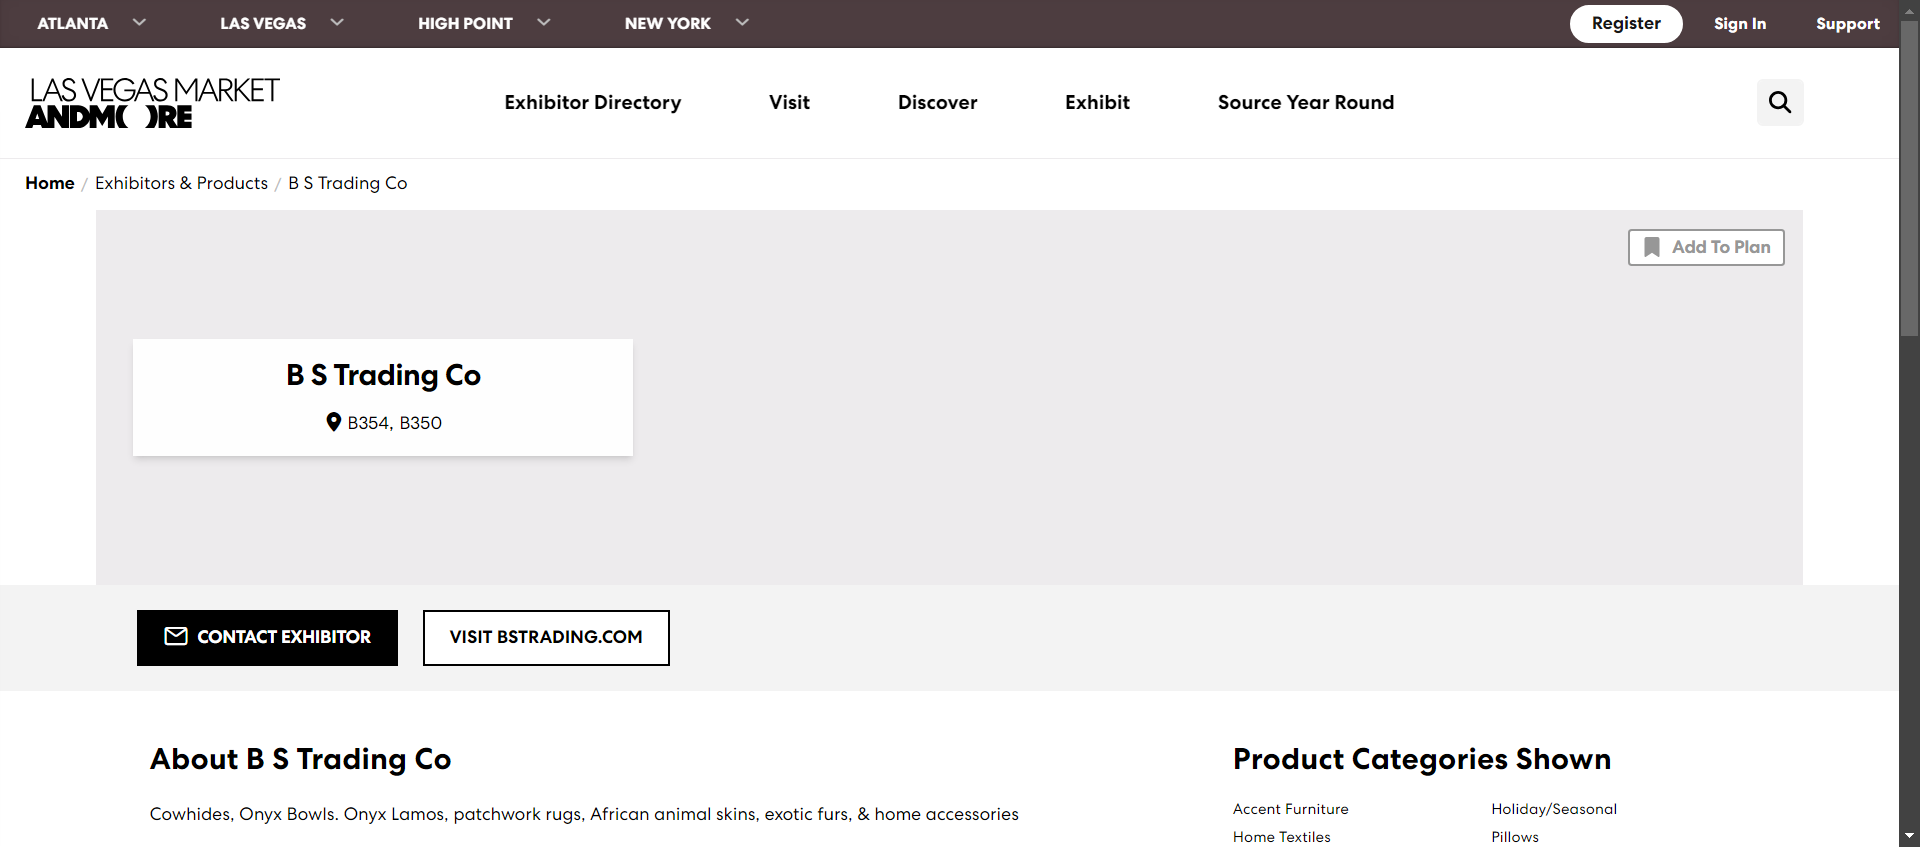 ATLANTA LAS VEGAS HIGH POINT NEW YORK Register Sign In Support
LAS VEGAS MARKET
ANDMORE
Exhibitor Directory Visit Discover Exhibit Source Year Round
Home / Exhibitors & Products / B S Trading Co
Add To Plan
B S Trading Co
B354, B350
CONTACT EXHIBITOR VISIT BSTRADING.COM
About B S Trading Co
Cowhides, Onyx Bowls. Onyx Lamos, patchwork rugs, African animal skins, exotic furs, & home accessories
Product Categories Shown
Accent Furniture Holiday/Seasonal
Home Textiles Pillows